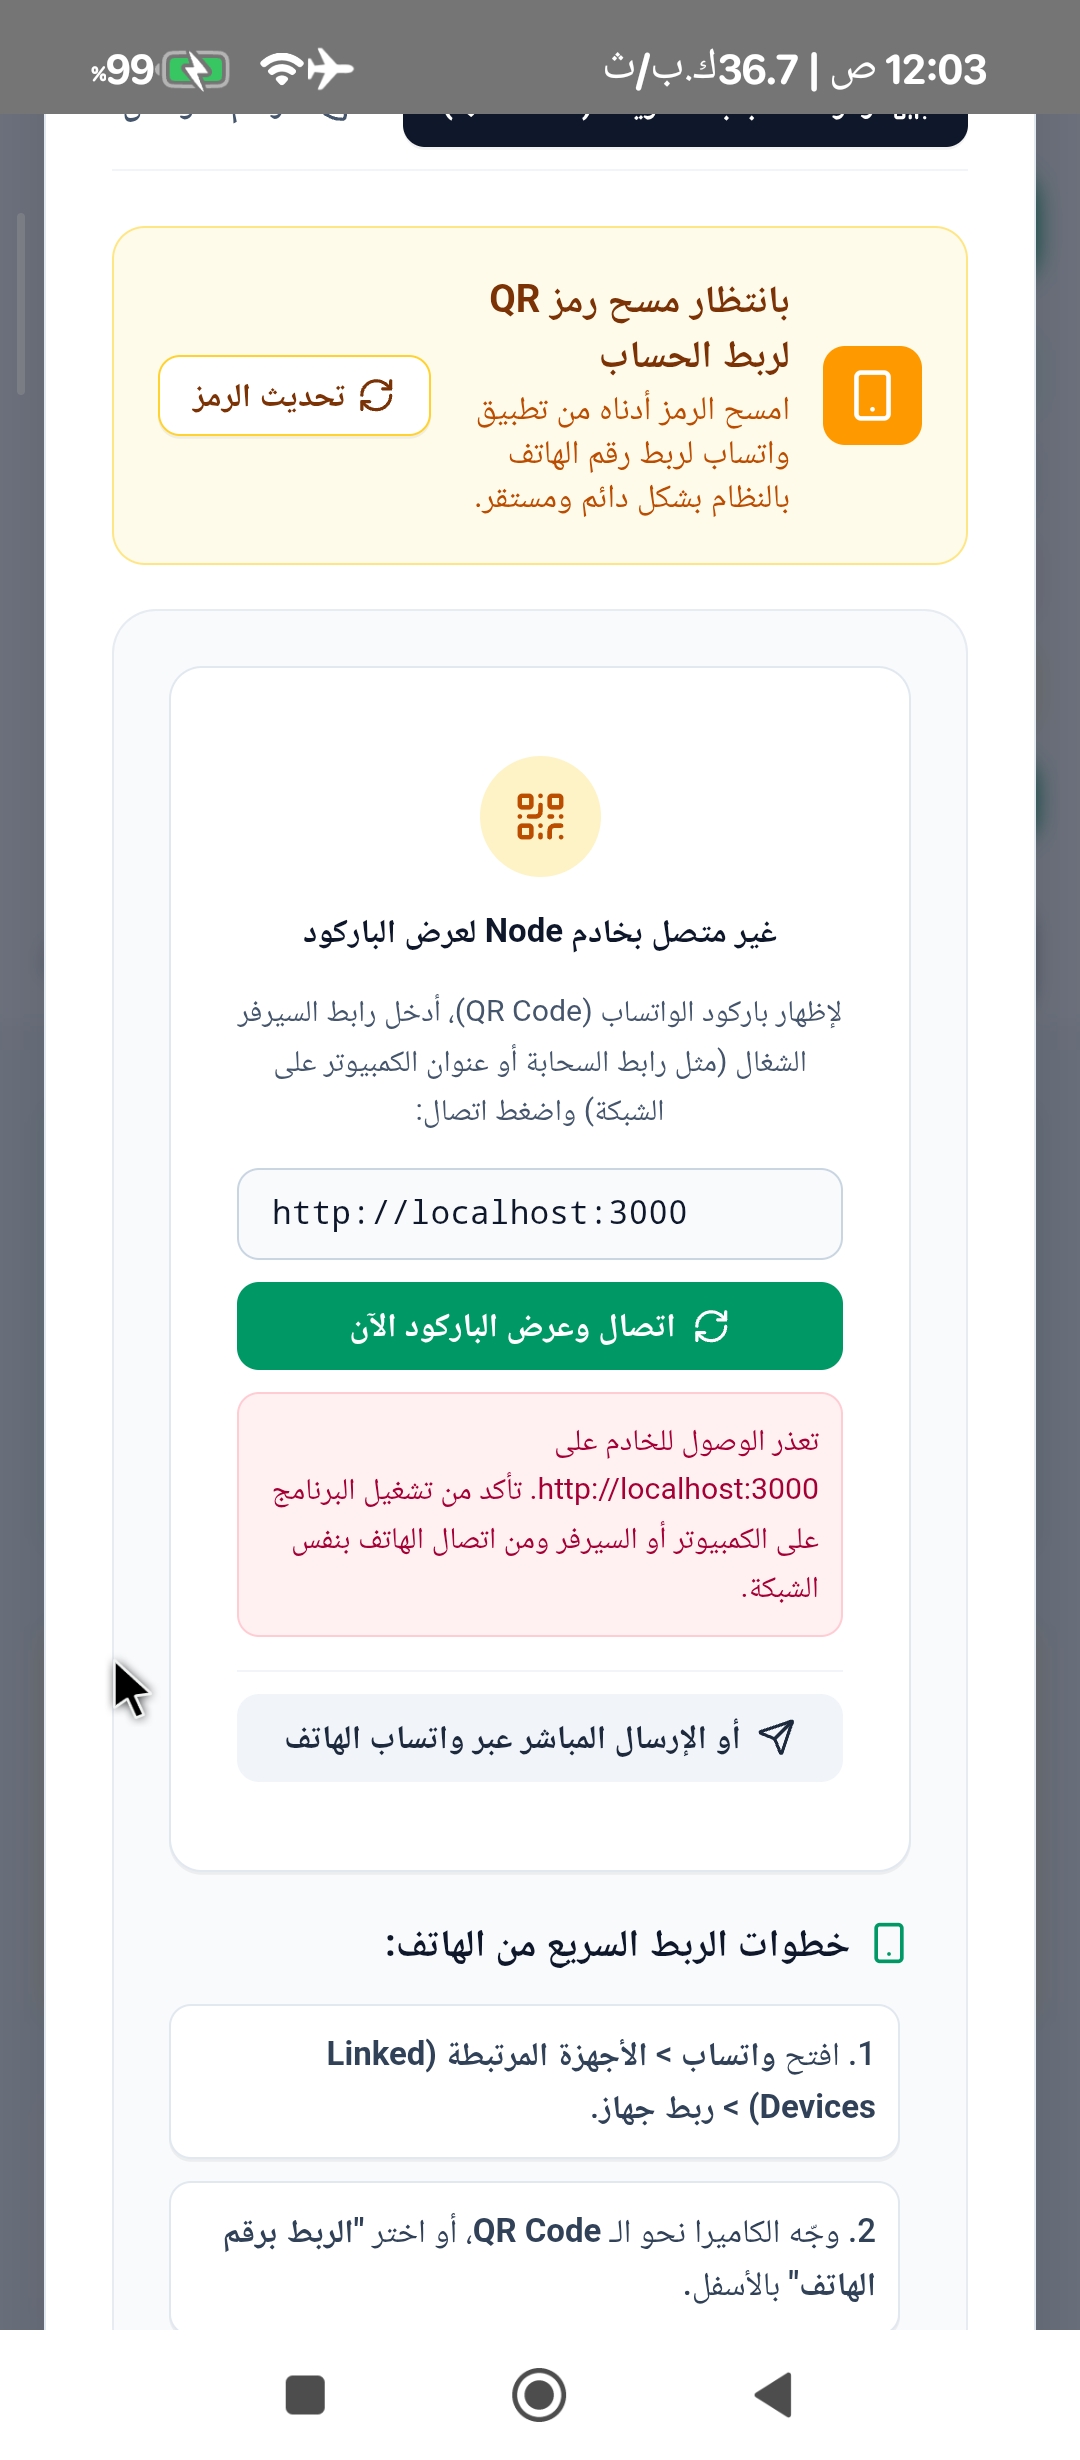 12:03 ص | 36.7ك.ب/ث
99%
بانتظار مسح رمز QR
لربط الحساب
امسح الرمز أدناه من تطبيق
واتساب لربط رقم الهاتف
بالنظام بشكل دائم ومستقر.
تحديث الرمز
غير متصل بخادم Node لعرض الباركود
لإظهار باركود الواتساب (QR Code)، أدخل رابط السيرفر
الشغال (مثل رابط السحابة أو عنوان الكمبيوتر على
الشبكة) واضغط اتصال:
http://localhost:3000
اتصال وعرض الباركود الآن
تعذر الوصول للخادم على
http://localhost:3000. تأكد من تشغيل البرنامج
على الكمبيوتر أو السيرفر ومن اتصال الهاتف بنفس
الشبكة.
أو الإرسال المباشر عبر واتساب الهاتف
خطوات الربط السريع من الهاتف:
1. افتح واتساب > الأجهزة المرتبطة (Linked
Devices) > ربط جهاز.
2. وجّه الكاميرا نحو الـ QR Code، أو اختر "الربط برقم
الهاتف" بالأسفل.